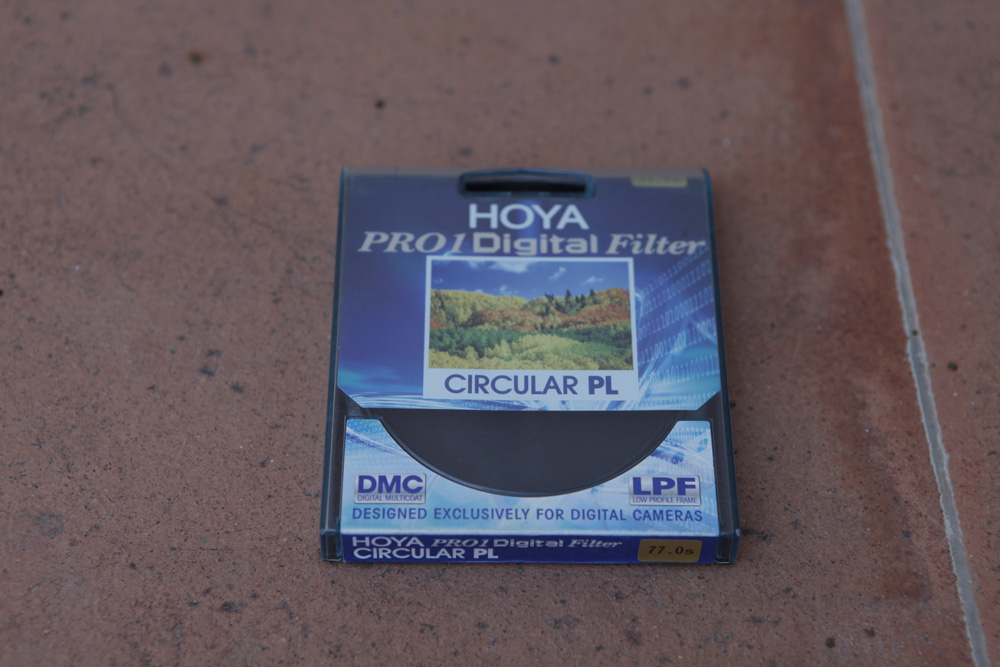 HOYA
PRO1 Digital Filter
CIRCULAR PL
DMC
DIGITAL MULTICOAT
LPF
LOW PROFILE FRAME
DESIGNED EXCLUSIVELY FOR DIGITAL CAMERAS
HOYA PRO1 Digital Filter
CIRCULAR PL
77.0s